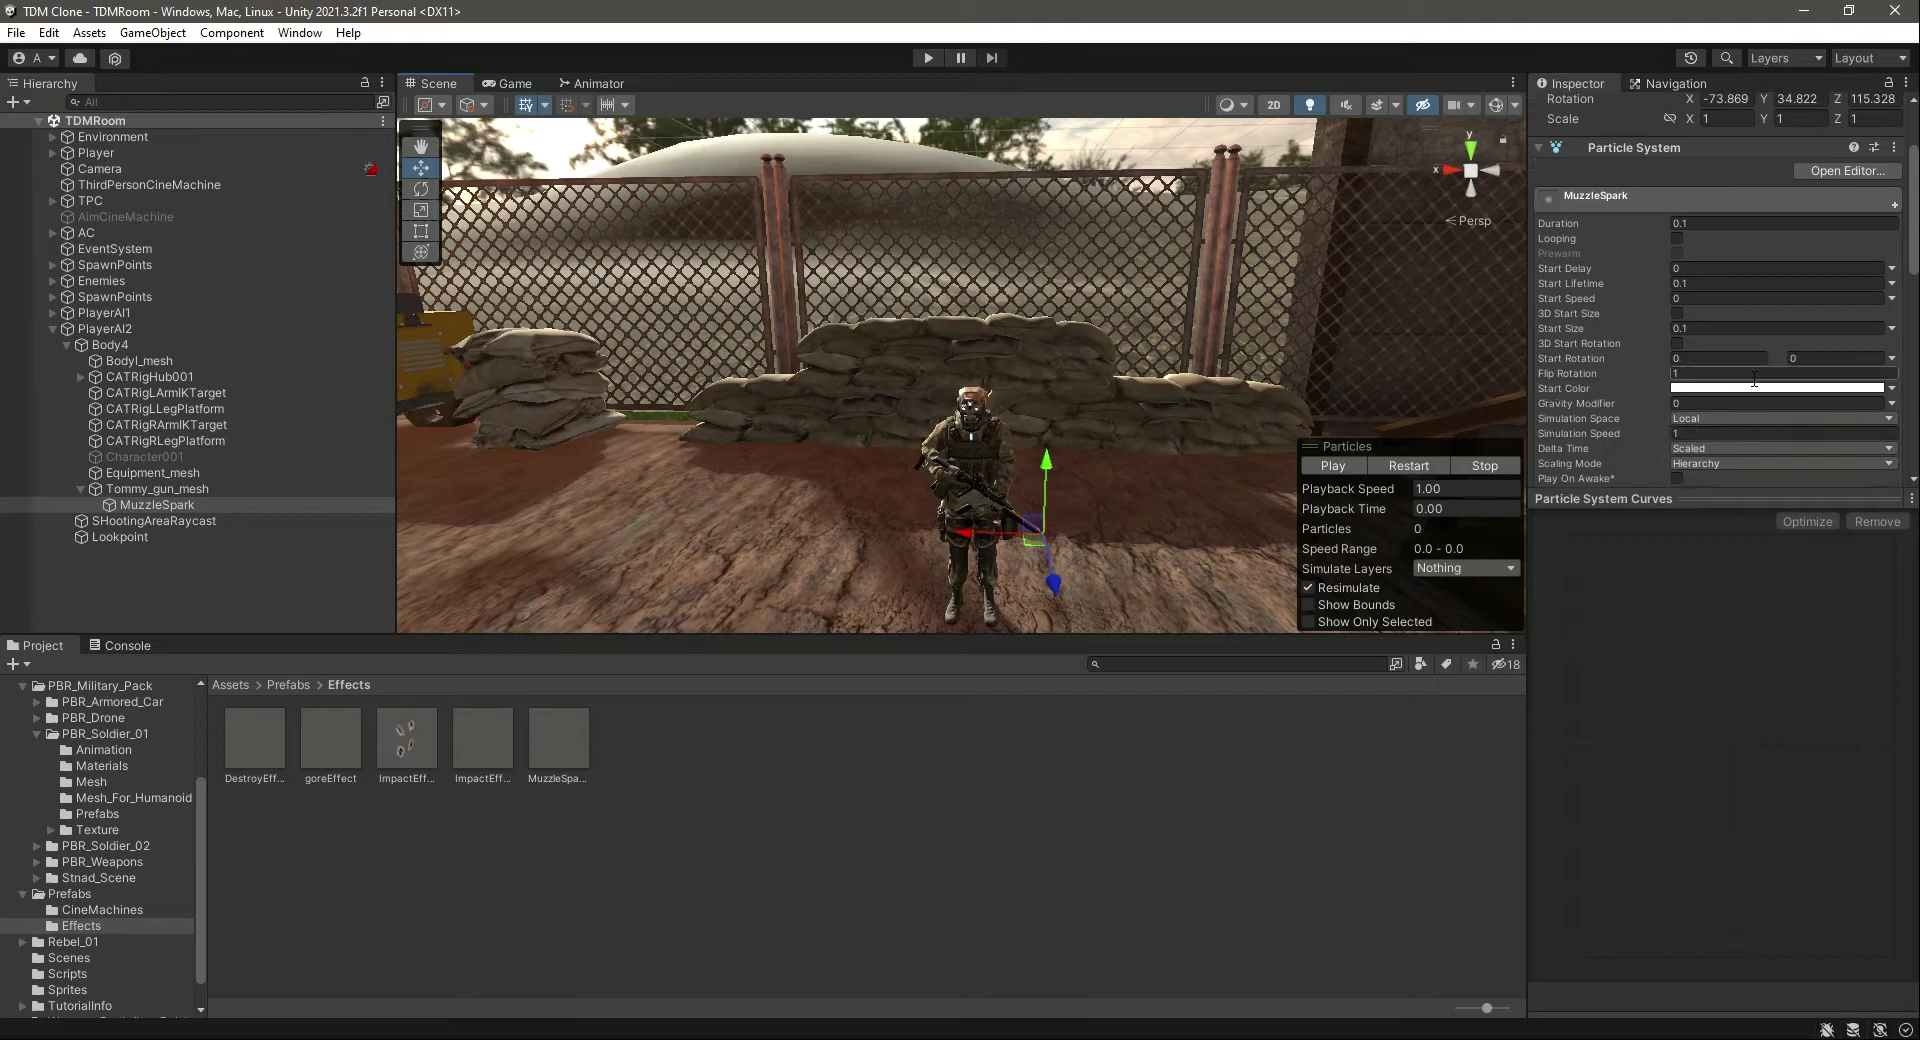 TDM Clone - TDMRoom - Windows, Mac, Linux - Unity 2021.3.2f1 Personal <DX11>
File Edit Assets GameObject Component Window Help
A
Layers
Layout
Hierarchy
All
TDMRoom
Environment
Player
Camera
ThirdPersonCineMachine
TPC
AimCineMachine
AC
EventSystem
SpawnPoints
Enemies
SpawnPoints
PlayerAI1
PlayerAI2
Body4
Bodyl_mesh
CATRigHub001
CATRigLArmIKTarget
CATRigLLegPlatform
CATRigRArmIKTarget
CATRigRLegPlatform
Character001
Equipment_mesh
Tommy_gun_mesh
MuzzleSpark
SHootingAreaRaycast
Lookpoint
Scene Game Animator
2D
y
x
Persp
Particles
Play Restart Stop
Playback Speed 1.00
Playback Time 0.00
Particles 0
Speed Range 0.0 - 0.0
Simulate Layers Nothing
Resimulate
Show Bounds
Show Only Selected
Inspector Navigation
Rotation X -73.869 Y 34.822 Z 115.328
Scale X 1 Y 1 Z 1
Particle System
Open Editor...
MuzzleSpark
Duration 0.1
Looping
Prewarm
Start Delay 0
Start Lifetime 0.1
Start Speed 0
3D Start Size
Start Size 0.1
3D Start Rotation
Start Rotation 0 0
Flip Rotation 1
Start Color
Gravity Modifier 0
Simulation Space Local
Simulation Speed 1
Delta Time Scaled
Scaling Mode Hierarchy
Play On Awake*
Particle System Curves
Optimize Remove
Project Console
18
PBR_Military_Pack
PBR_Armored_Car
PBR_Drone
PBR_Soldier_01
Animation
Materials
Mesh
Mesh_For_Humanoid
Prefabs
Texture
PBR_Soldier_02
PBR_Weapons
Stnad_Scene
Prefabs
CineMachines
Effects
Rebel_01
Scenes
Scripts
Sprites
TutorialInfo
Assets > Prefabs > Effects
DestroyEff... goreEffect ImpactEff... ImpactEff... MuzzleSpa...